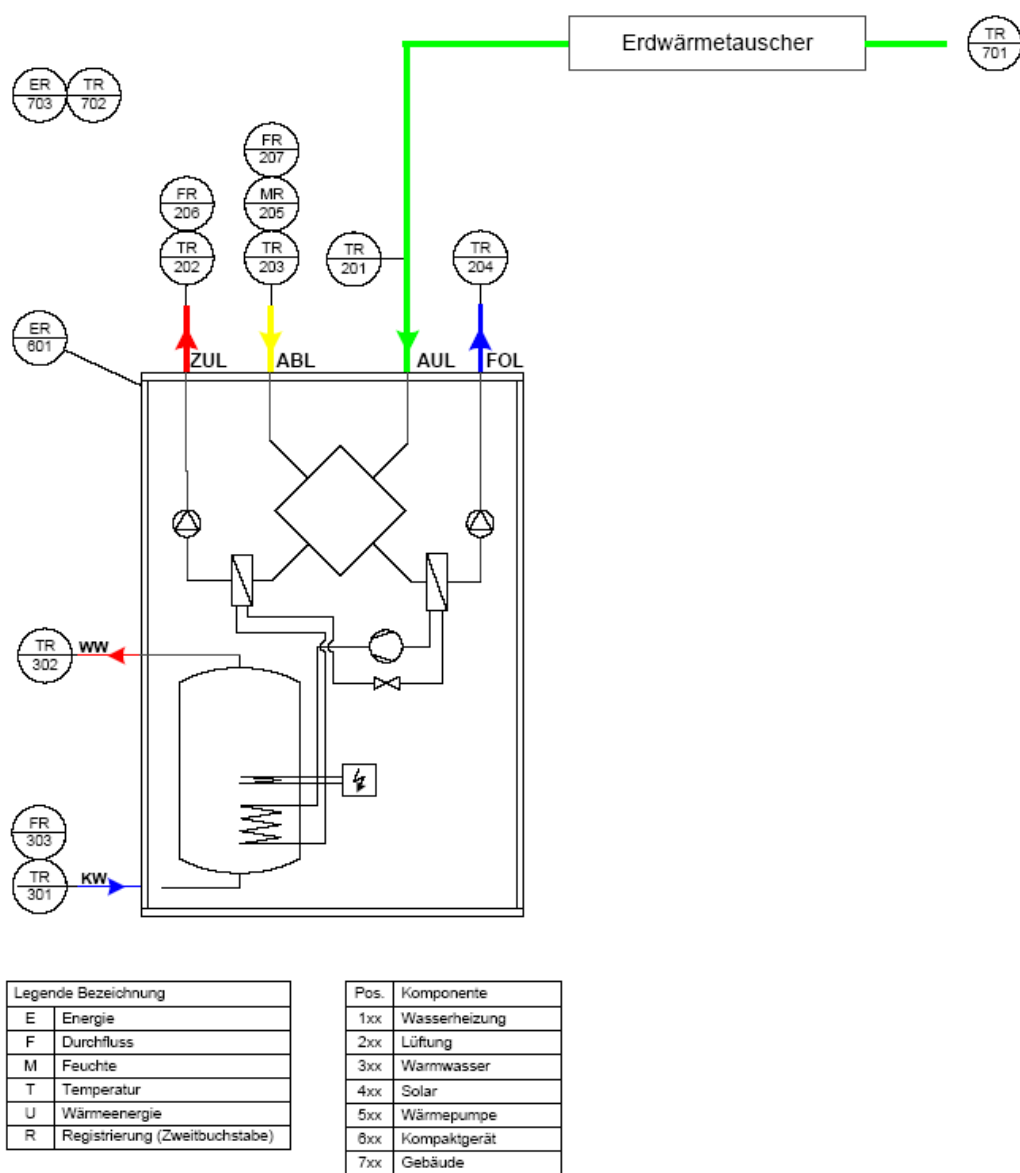 Erdwärmetauscher
TR
701
ER
703
TR
702
FR
207
FR
206
MR
205
TR
202
TR
203
TR
201
TR
204
ER
601
ZUL
ABL
AUL
FOL
TR
302
WW
FR
303
TR
301
KW
Legende Bezeichnung
E Energie
F Durchfluss
M Feuchte
T Temperatur
U Wärmeenergie
R Registrierung (Zweitbuchstabe)
Pos. Komponente
1xx Wasserheizung
2xx Lüftung
3xx Warmwasser
4xx Solar
5xx Wärmepumpe
6xx Kompaktgerät
7xx Gebäude